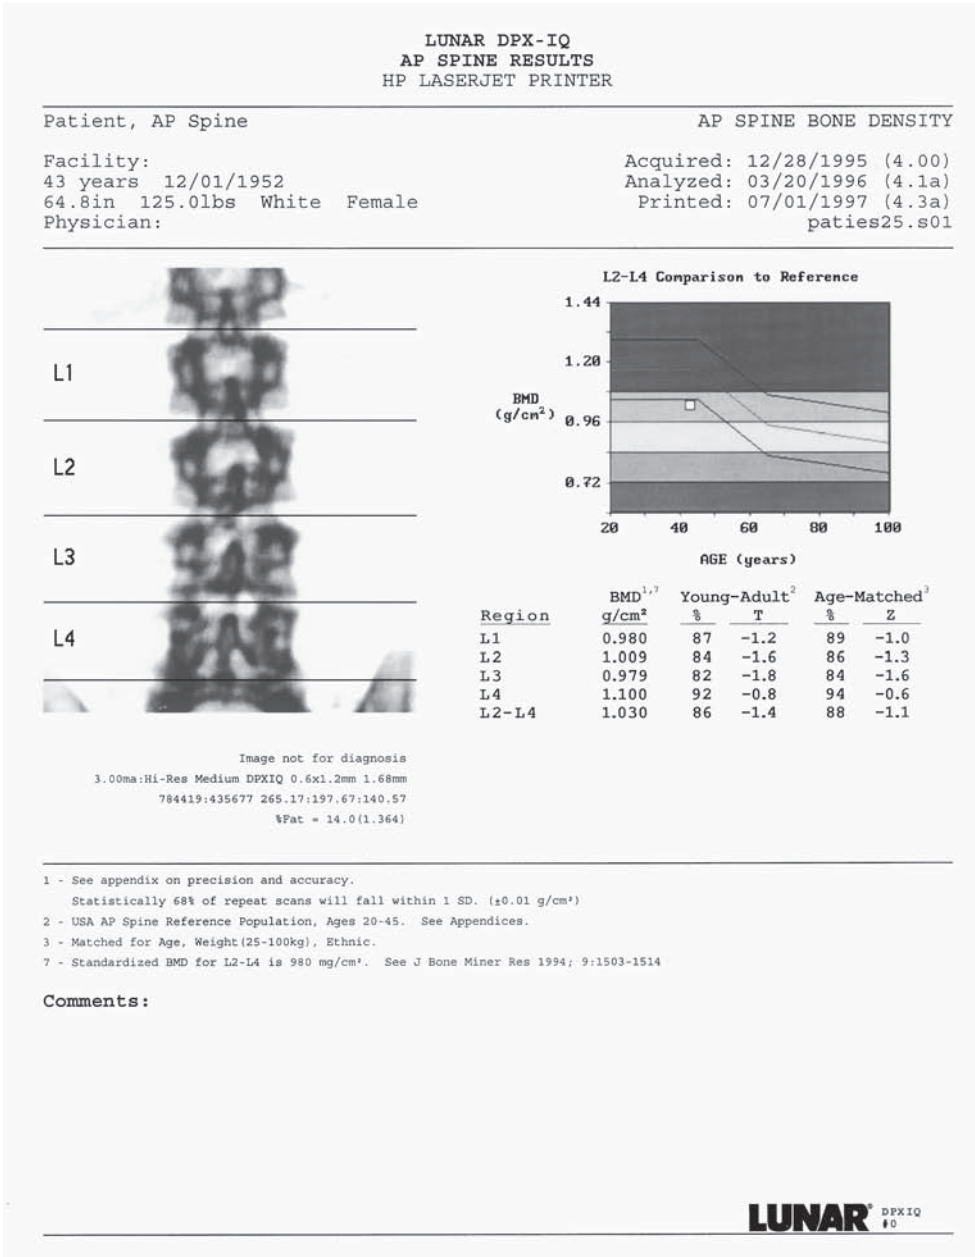 LUNAR DPX-IQ
AP SPINE RESULTS
HP LASERJET PRINTER
Patient, AP Spine
AP SPINE BONE DENSITY
Facility:
43 years 12/01/1952
64.8in 125.0lbs White Female
Physician:
Acquired: 12/28/1995 (4.00)
Analyzed: 03/20/1996 (4.1a)
Printed: 07/01/1997 (4.3a)
paties25.s01
L1
L2
L3
L4
L2-L4 Comparison to Reference
1.44
1.20
BMD
(g/cm²)
0.96
0.72
20 40 60 80 100
AGE (years)
BMD¹,⁷ Young-Adult² Age-Matched³
Region g/cm² % T % Z
L1 0.980 87 -1.2 89 -1.0
L2 1.009 84 -1.6 86 -1.3
L3 0.979 82 -1.8 84 -1.6
L4 1.100 92 -0.8 94 -0.6
L2-L4 1.030 86 -1.4 88 -1.1
Image not for diagnosis
3.00ma:Hi-Res Medium DPXIQ 0.6x1.2mm 1.68mm
784419:435677 265.17:197.67:140.57
%Fat = 14.0(1.364)
1 - See appendix on precision and accuracy.
Statistically 68% of repeat scans will fall within 1 SD. (±0.01 g/cm²)
2 - USA AP Spine Reference Population, Ages 20-45. See Appendices.
3 - Matched for Age, Weight(25-100kg), Ethnic.
7 - Standardized BMD for L2-L4 is 980 mg/cm². See J Bone Miner Res 1994; 9:1503-1514
Comments:
LUNAR® DPXIQ
#0